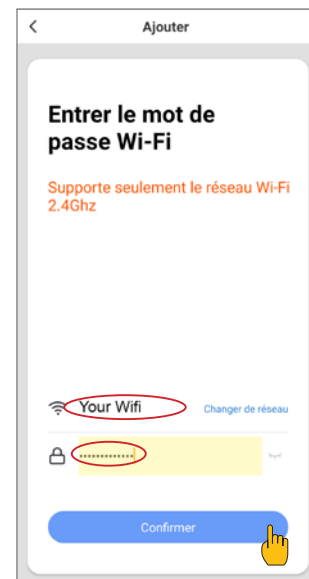 Ajouter
Entrer le mot de
passe Wi-Fi
Supporte seulement le réseau Wi-Fi
2.4Ghz
Your Wifi
Changer de réseau
•••••••••••••
Confirmer